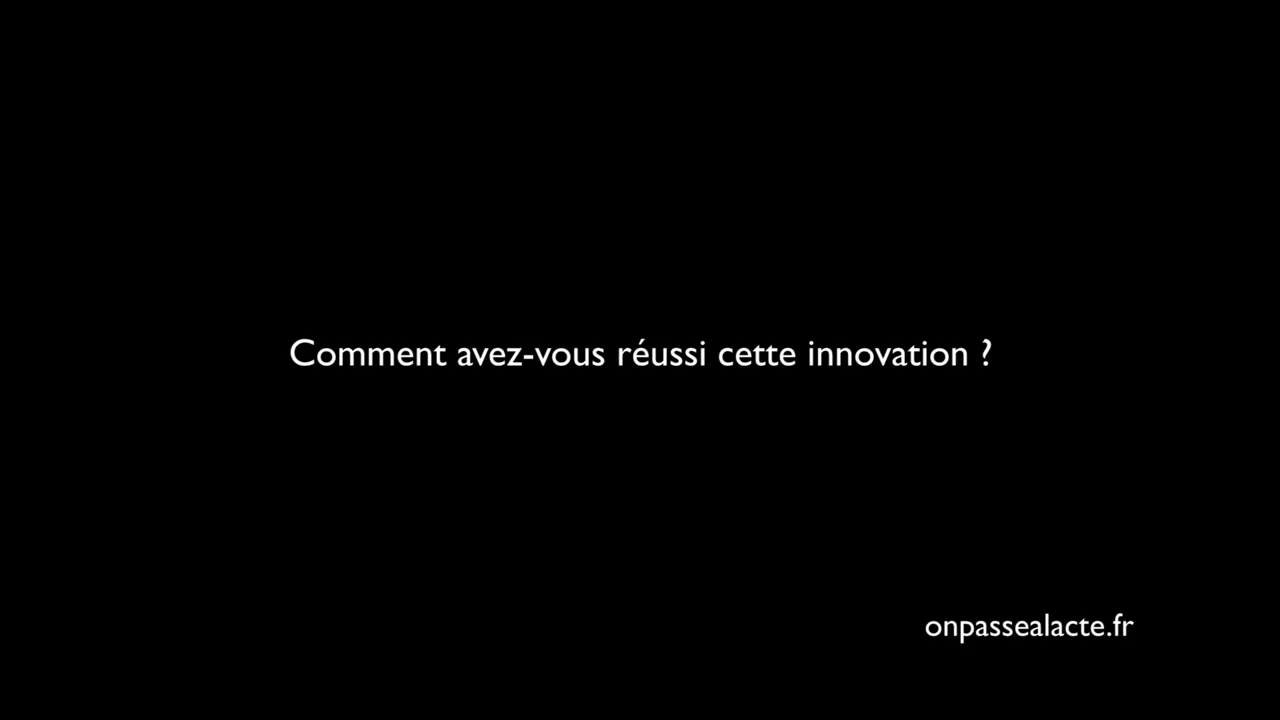 Comment avez-vous réussi cette innovation ?
onpassealacte.fr